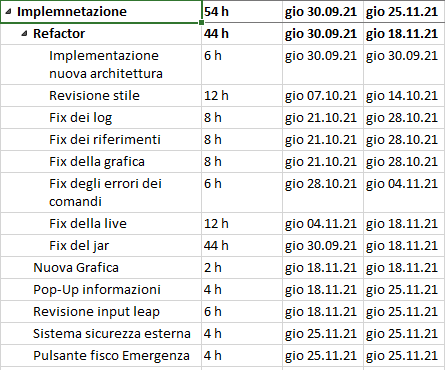 Implemnetazione 54 h gio 30.09.21 gio 25.11.21
Refactor 44 h gio 30.09.21 gio 18.11.21
Implementazione 6 h gio 30.09.21 gio 30.09.21
nuova architettura
Revisione stile 12 h gio 07.10.21 gio 14.10.21
Fix dei log 8 h gio 21.10.21 gio 28.10.21
Fix dei riferimenti 8 h gio 21.10.21 gio 28.10.21
Fix della grafica 8 h gio 21.10.21 gio 28.10.21
Fix degli errori dei 6 h gio 28.10.21 gio 04.11.21
comandi
Fix della live 12 h gio 04.11.21 gio 18.11.21
Fix del jar 44 h gio 30.09.21 gio 18.11.21
Nuova Grafica 2 h gio 18.11.21 gio 18.11.21
Pop-Up informazioni 4 h gio 18.11.21 gio 25.11.21
Revisione input leap 6 h gio 18.11.21 gio 25.11.21
Sistema sicurezza esterna 4 h gio 25.11.21 gio 25.11.21
Pulsante fisco Emergenza 4 h gio 25.11.21 gio 25.11.21